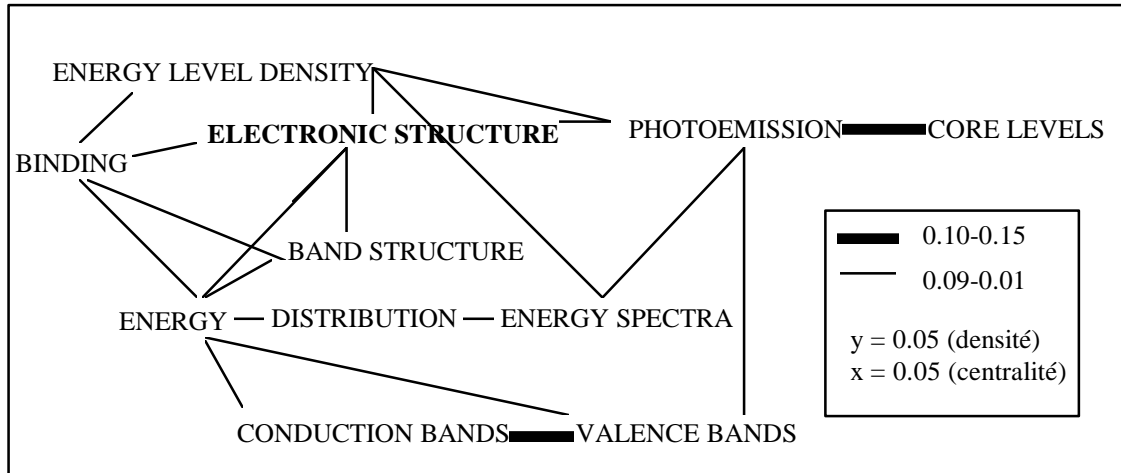 ENERGY LEVEL DENSITY
ELECTRONIC STRUCTURE
PHOTOEMISSION
CORE LEVELS
BINDING
BAND STRUCTURE
ENERGY
DISTRIBUTION
ENERGY SPECTRA
CONDUCTION BANDS
VALENCE BANDS
0.10-0.15
0.09-0.01
y = 0.05 (densité)
x = 0.05 (centralité)